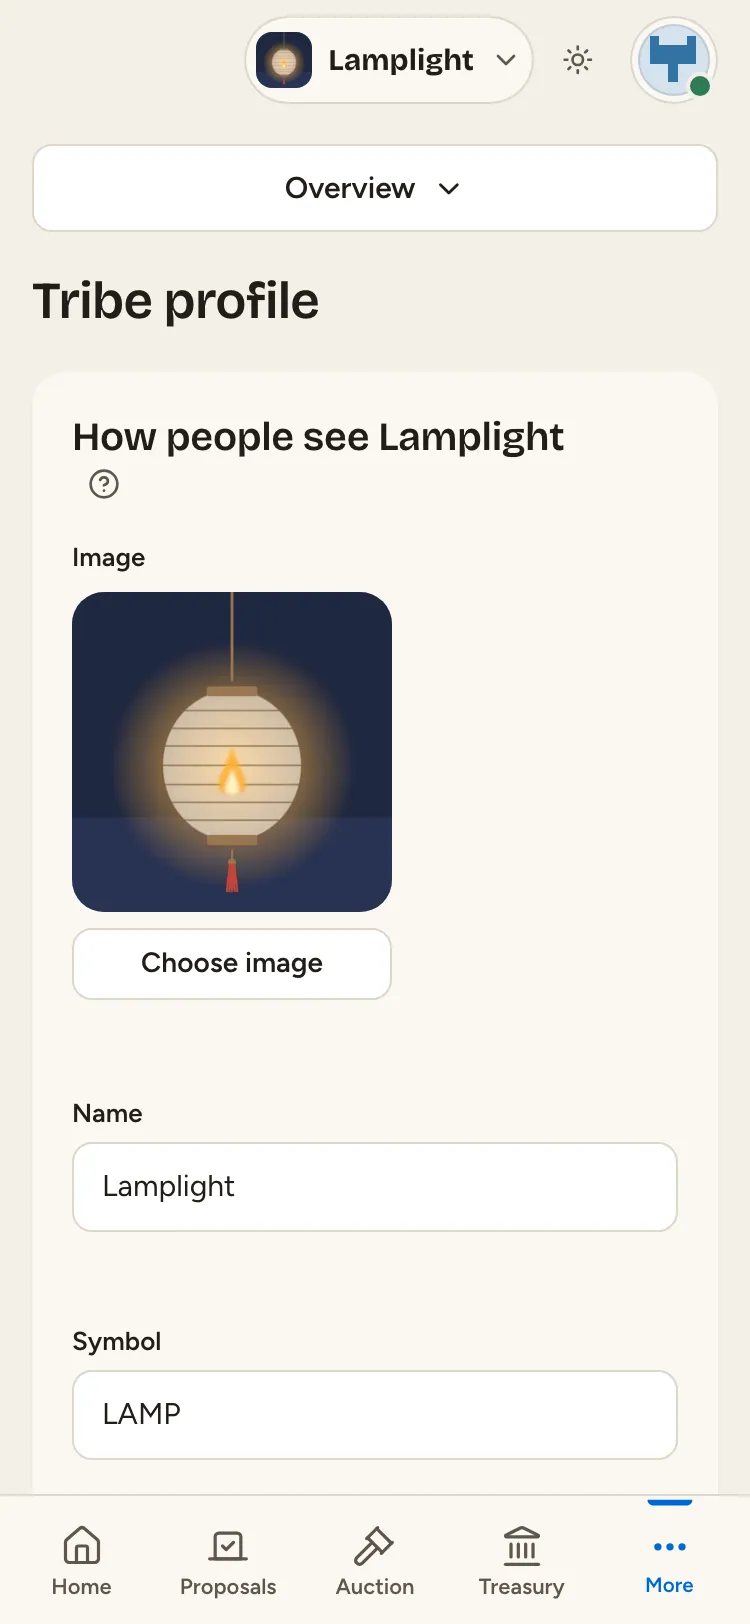 Lamplight
Overview
Tribe profile
How people see Lamplight
Image
Choose image
Name
Lamplight
Symbol
LAMP
Home
Proposals
Auction
Treasury
More